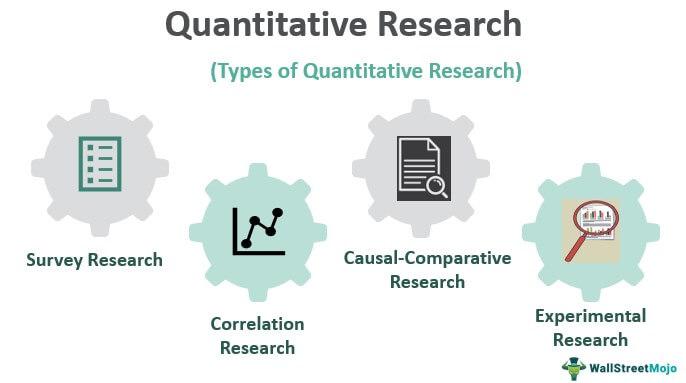 Quantitative Research
(Types of Quantitative Research)
Survey Research
Correlation
Research
Causal-Comparative
Research
Experimental
Research
WallStreetMojo